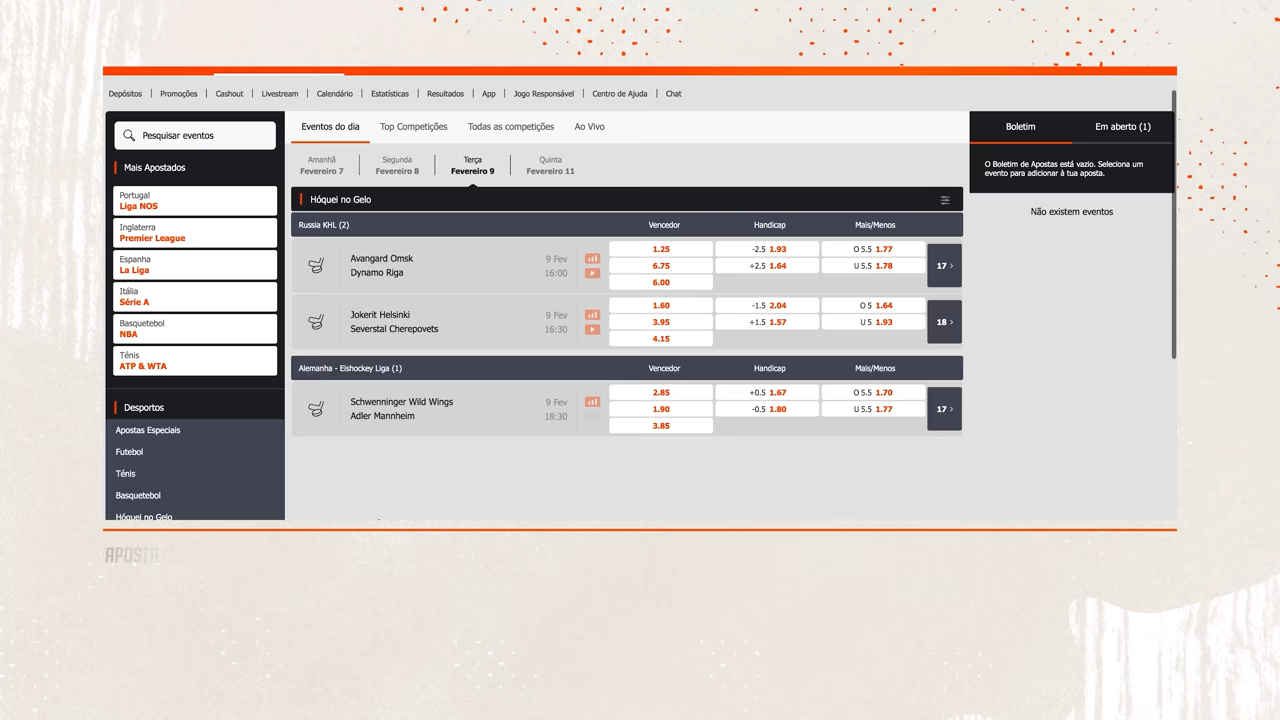 Depósitos | Promoções | Cashout | Livestream | Calendário | Estatísticas | Resultados | App | Jogo Responsável | Centro de Ajuda | Chat
Pesquisar eventos
Mais Apostados
Portugal
Liga NOS
Inglaterra
Premier League
Espanha
La Liga
Itália
Série A
Basquetebol
NBA
Ténis
ATP & WTA
Desportos
Apostas Especiais
Futebol
Ténis
Basquetebol
Hóquei no Gelo
Eventos do dia Top Competições Todas as competições Ao Vivo
Amanhã Segunda Terça Quinta
Fevereiro 7 Fevereiro 8 Fevereiro 9 Fevereiro 11
Hóquei no Gelo
Russia KHL (2) Vencedor Handicap Mais/Menos
Avangard Omsk
Dynamo Riga
9 Fev
16:00
1.25 -2.5 1.93 O 5.5 1.77
6.75 +2.5 1.64 U 5.5 1.78
6.00
17 >
Jokerit Helsinki
Severstal Cherepovets
9 Fev
16:30
1.60 -1.5 2.04 O 5 1.64
3.95 +1.5 1.57 U 5 1.93
4.15
18 >
Alemanha - Eishockey Liga (1) Vencedor Handicap Mais/Menos
Schwenninger Wild Wings
Adler Mannheim
9 Fev
18:30
2.85 +0.5 1.67 O 5.5 1.70
1.90 -0.5 1.80 U 5.5 1.77
3.85
17 >
Boletim Em aberto (1)
O Boletim de Apostas está vazio. Seleciona um
evento para adicionar à tua aposta.
Não existem eventos
APOSTA